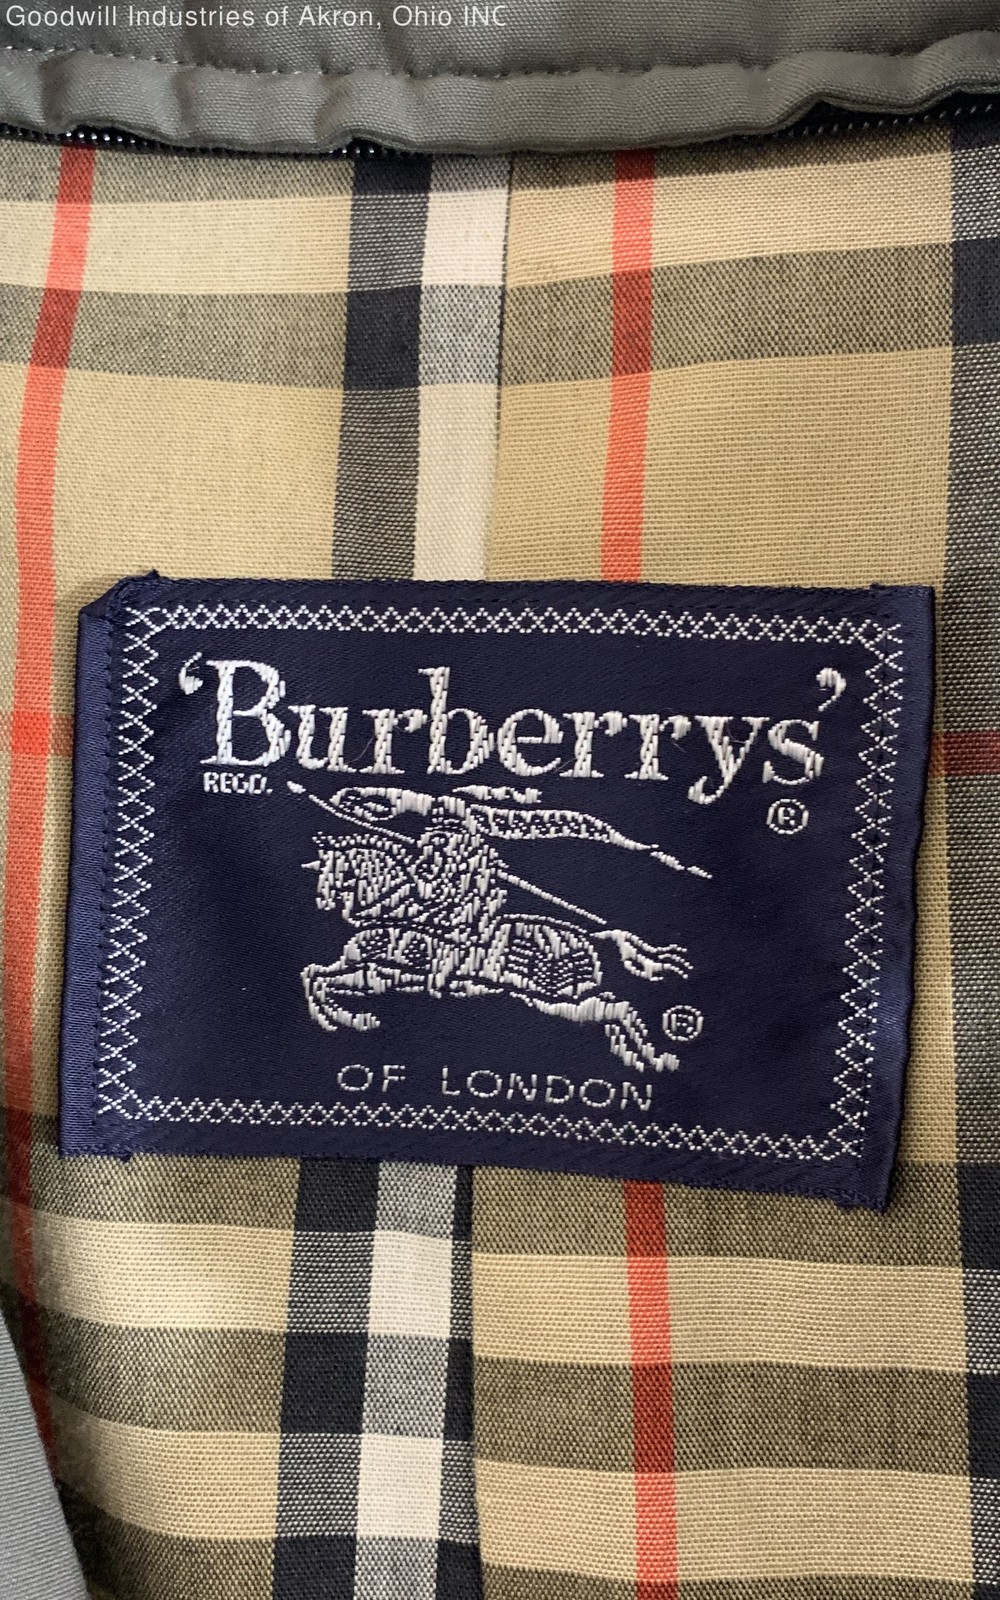 Goodwill Industries of Akron, Ohio INC
‘Burberrys’
REGD.
®
®
OF LONDON